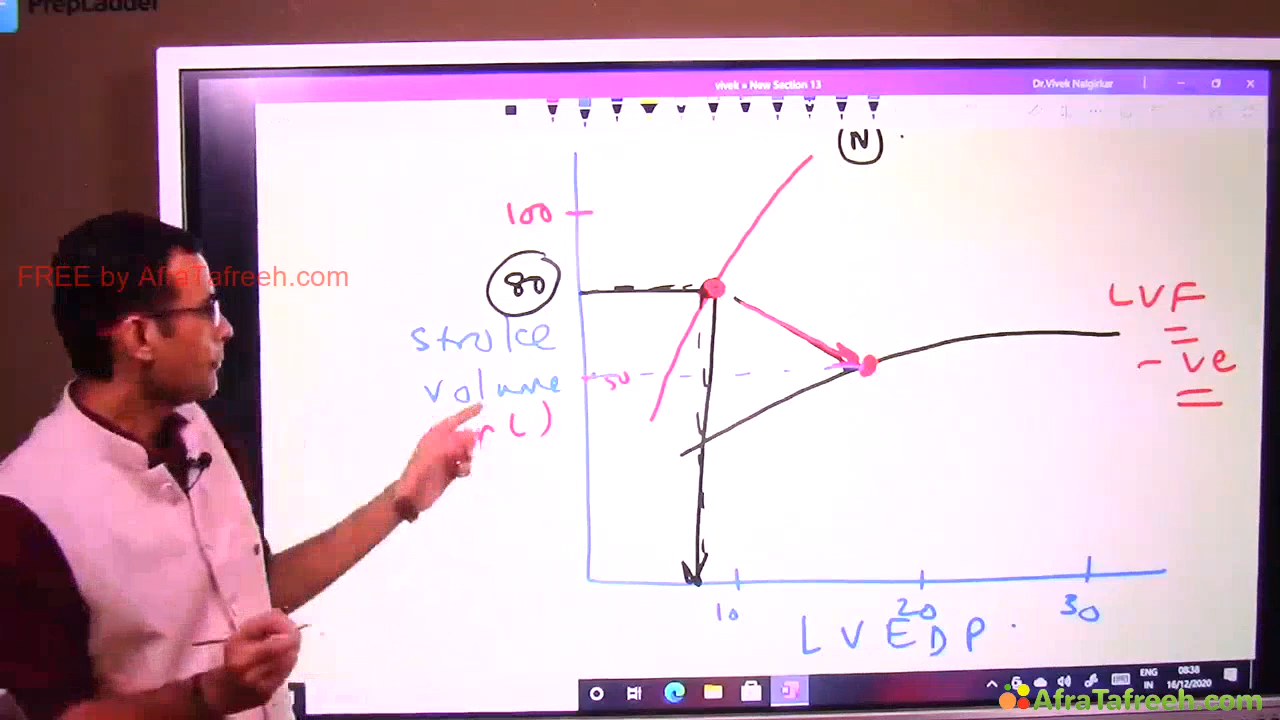 PrepLadder
vivek » New Section 13
Dr.Vivek Nalgirkar
N
100
80
stroke
volume
50
LVF
-ve
FREE by AfraTafreeh.com
10
20
30
LVEDP
ENG
IN
08:38
16/12/2020
AfraTafreeh.com